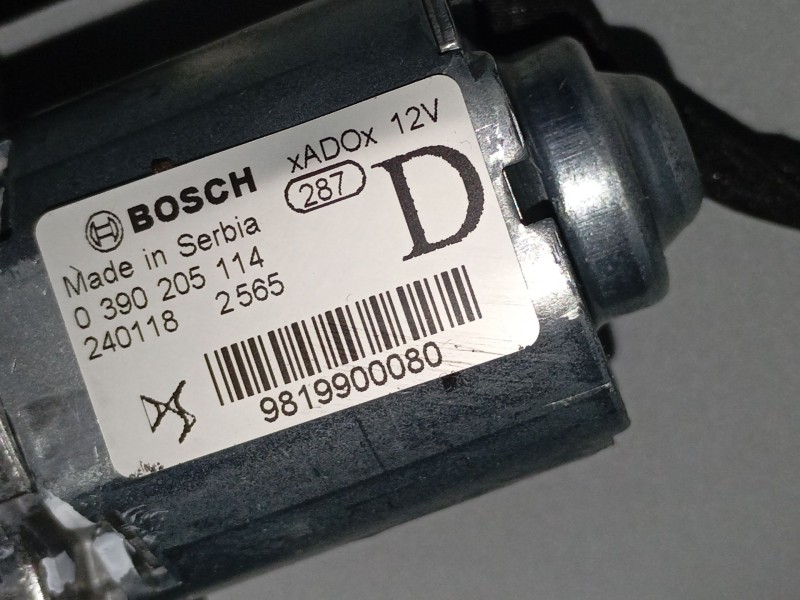 BOSCH xADOx 12V
287
D
Made in Serbia
0 390 205 114
240118 2565
9819900080